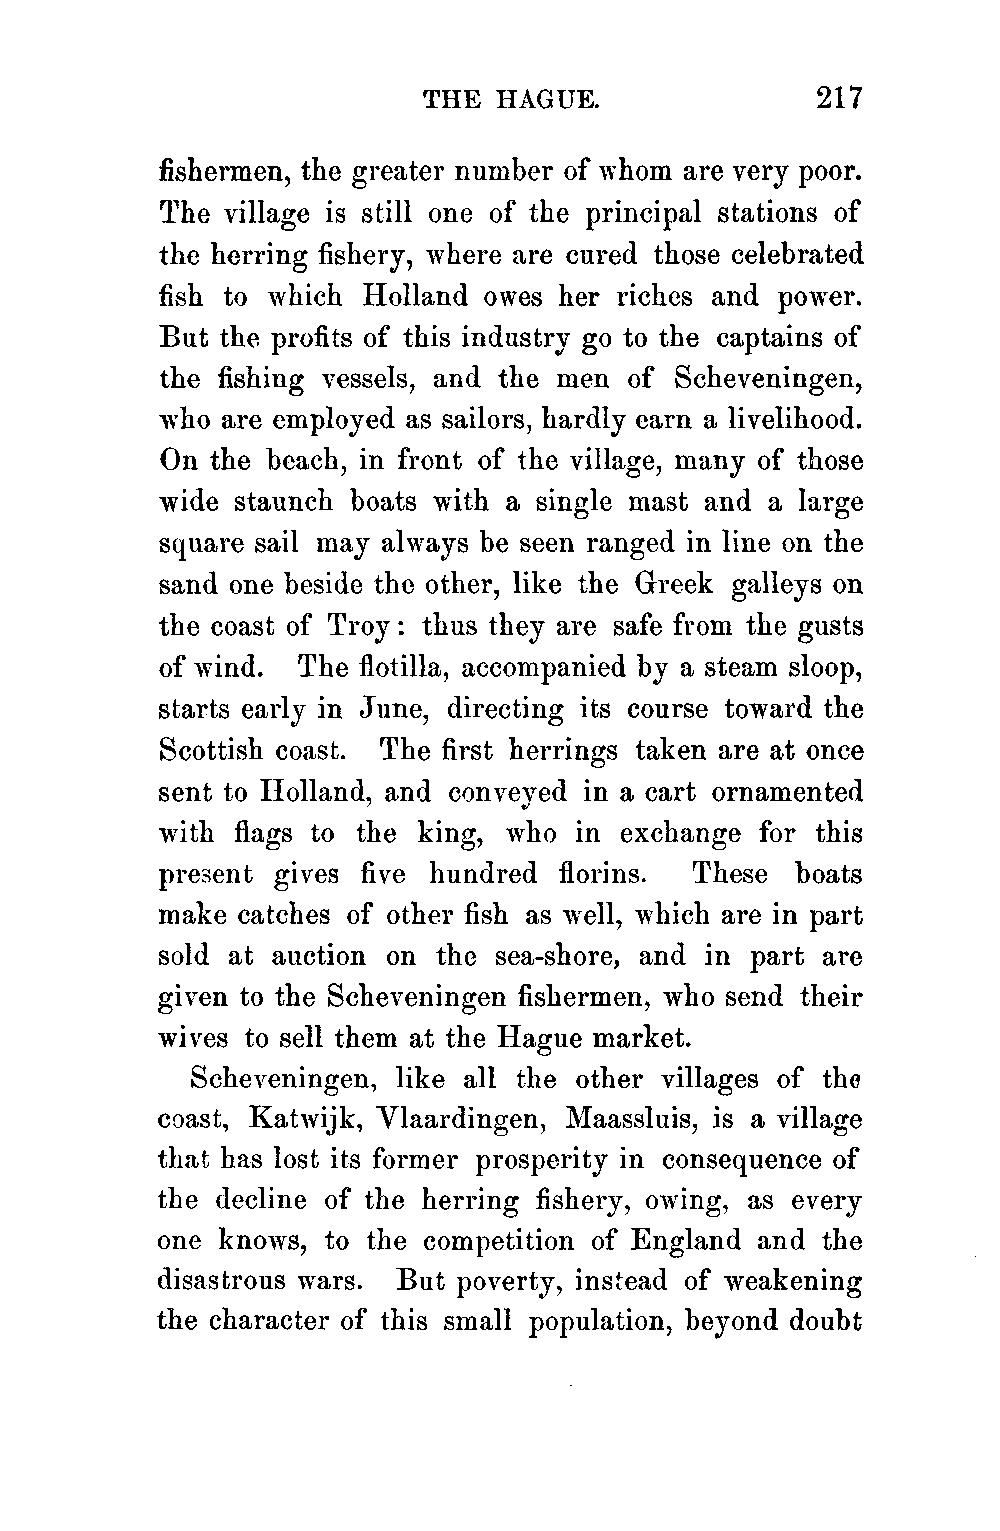 THE HAGUE. 217
fishermen, the greater number of whom are very poor.
The village is still one of the principal stations of
the herring fishery, where are cured those celebrated
fish to which Holland owes her riches and power.
But the profits of this industry go to the captains of
the fishing vessels, and the men of Scheveningen,
who are employed as sailors, hardly earn a livelihood.
On the beach, in front of the village, many of those
wide staunch boats with a single mast and a large
square sail may always be seen ranged in line on the
sand one beside the other, like the Greek galleys on
the coast of Troy: thus they are safe from the gusts
of wind. The flotilla, accompanied by a steam sloop,
starts early in June, directing its course toward the
Scottish coast. The first herrings taken are at once
sent to Holland, and conveyed in a cart ornamented
with flags to the king, who in exchange for this
present gives five hundred florins. These boats
make catches of other fish as well, which are in part
sold at auction on the sea-shore, and in part are
given to the Scheveningen fishermen, who send their
wives to sell them at the Hague market.
Scheveningen, like all the other villages of the
coast, Katwijk, Vlaardingen, Maassluis, is a village
that has lost its former prosperity in consequence of
the decline of the herring fishery, owing, as every
one knows, to the competition of England and the
disastrous wars. But poverty, instead of weakening
the character of this small population, beyond doubt